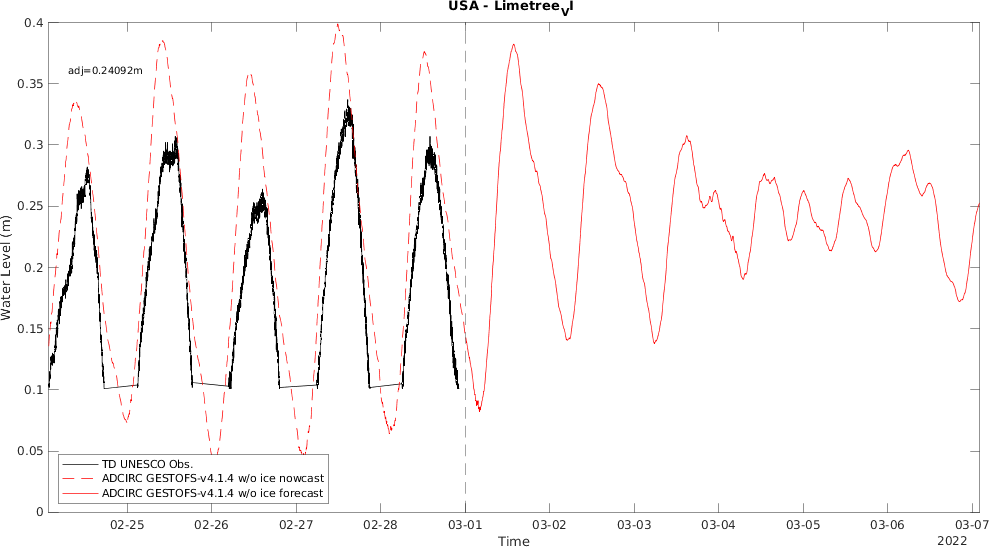 USA - Limetree_VI
adj=0.24092m
Water Level (m)
0.4
0.35
0.3
0.25
0.2
0.15
0.1
0.05
0
TD UNESCO Obs.
ADCIRC GESTOFS-v4.1.4 w/o ice nowcast
ADCIRC GESTOFS-v4.1.4 w/o ice forecast
02-25 02-26 02-27 02-28 03-01 03-02 03-03 03-04 03-05 03-06 03-07
Time
2022